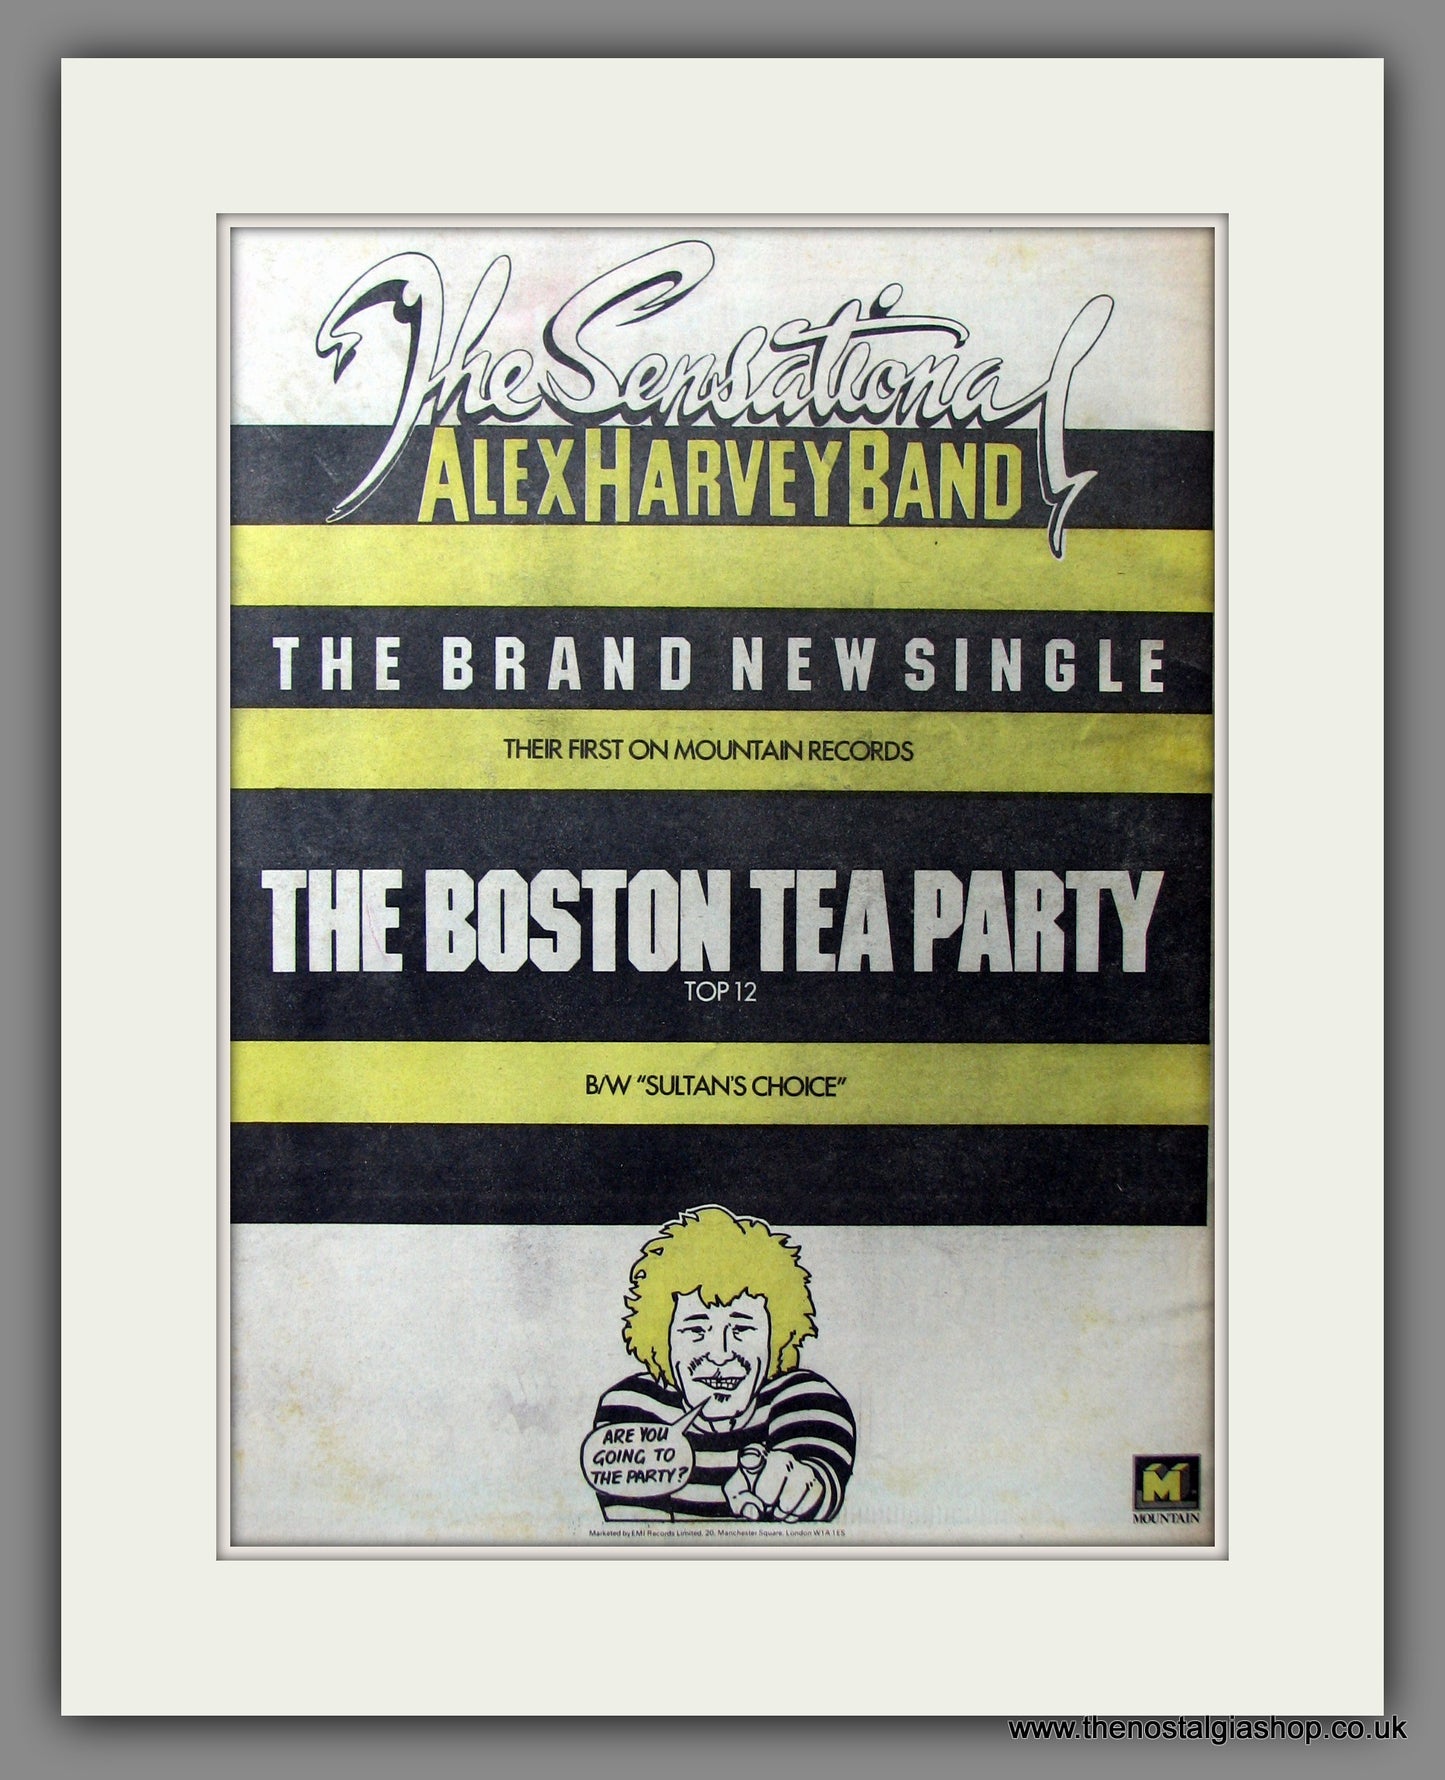 The Sensational
ALEX HARVEY BAND
THE BRAND NEW SINGLE
THEIR FIRST ON MOUNTAIN RECORDS
THE BOSTON TEA PARTY
TOP 12
B/W "SULTAN'S CHOICE"
ARE YOU
GOING TO
THE PARTY?
M
MOUNTAIN
Marketed by EMI Records Limited, 20, Manchester Square, London W1A 1ES
www.thenostalgiashop.co.uk